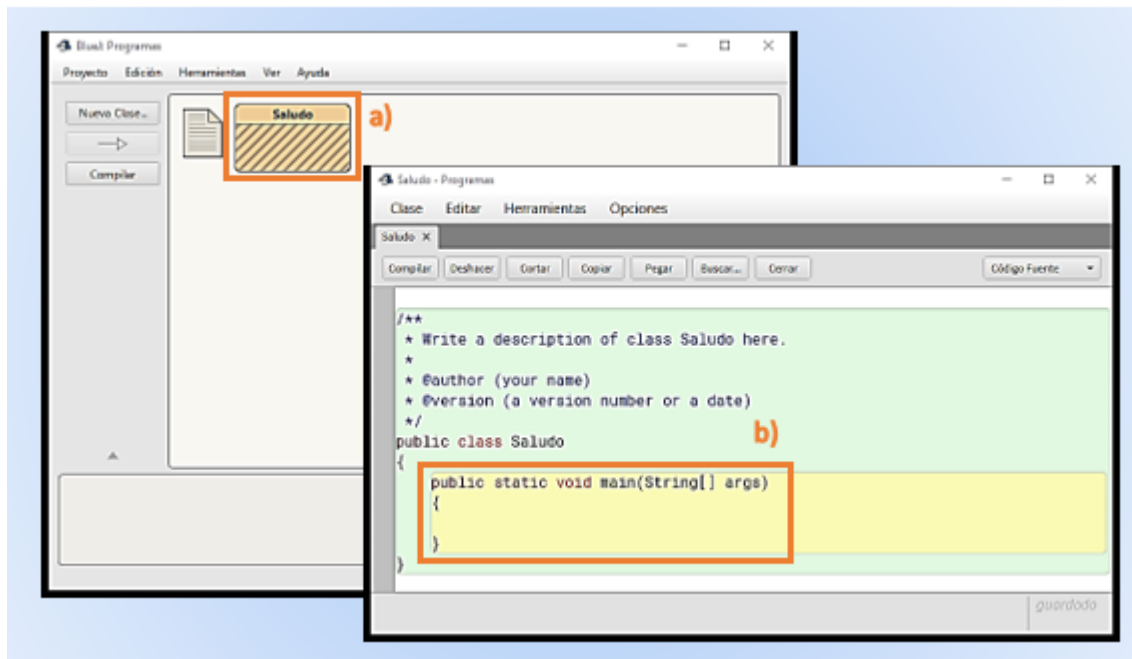 BlueJ: Programas
Proyecto Edición Herramientas Ver Ayuda
Nueva Clase...
Compilar
Saludo
a)
Saludo - Programas
Clase Editar Herramientas Opciones
Saludo X
Compilar Deshacer Cortar Copiar Pegar Buscar... Cerrar Código Fuente
/**
* Write a description of class Saludo here.
*
* @author (your name)
* @version (a version number or a date)
*/
public class Saludo
b)
{
public static void main(String[] args)
{
}
}
guardado